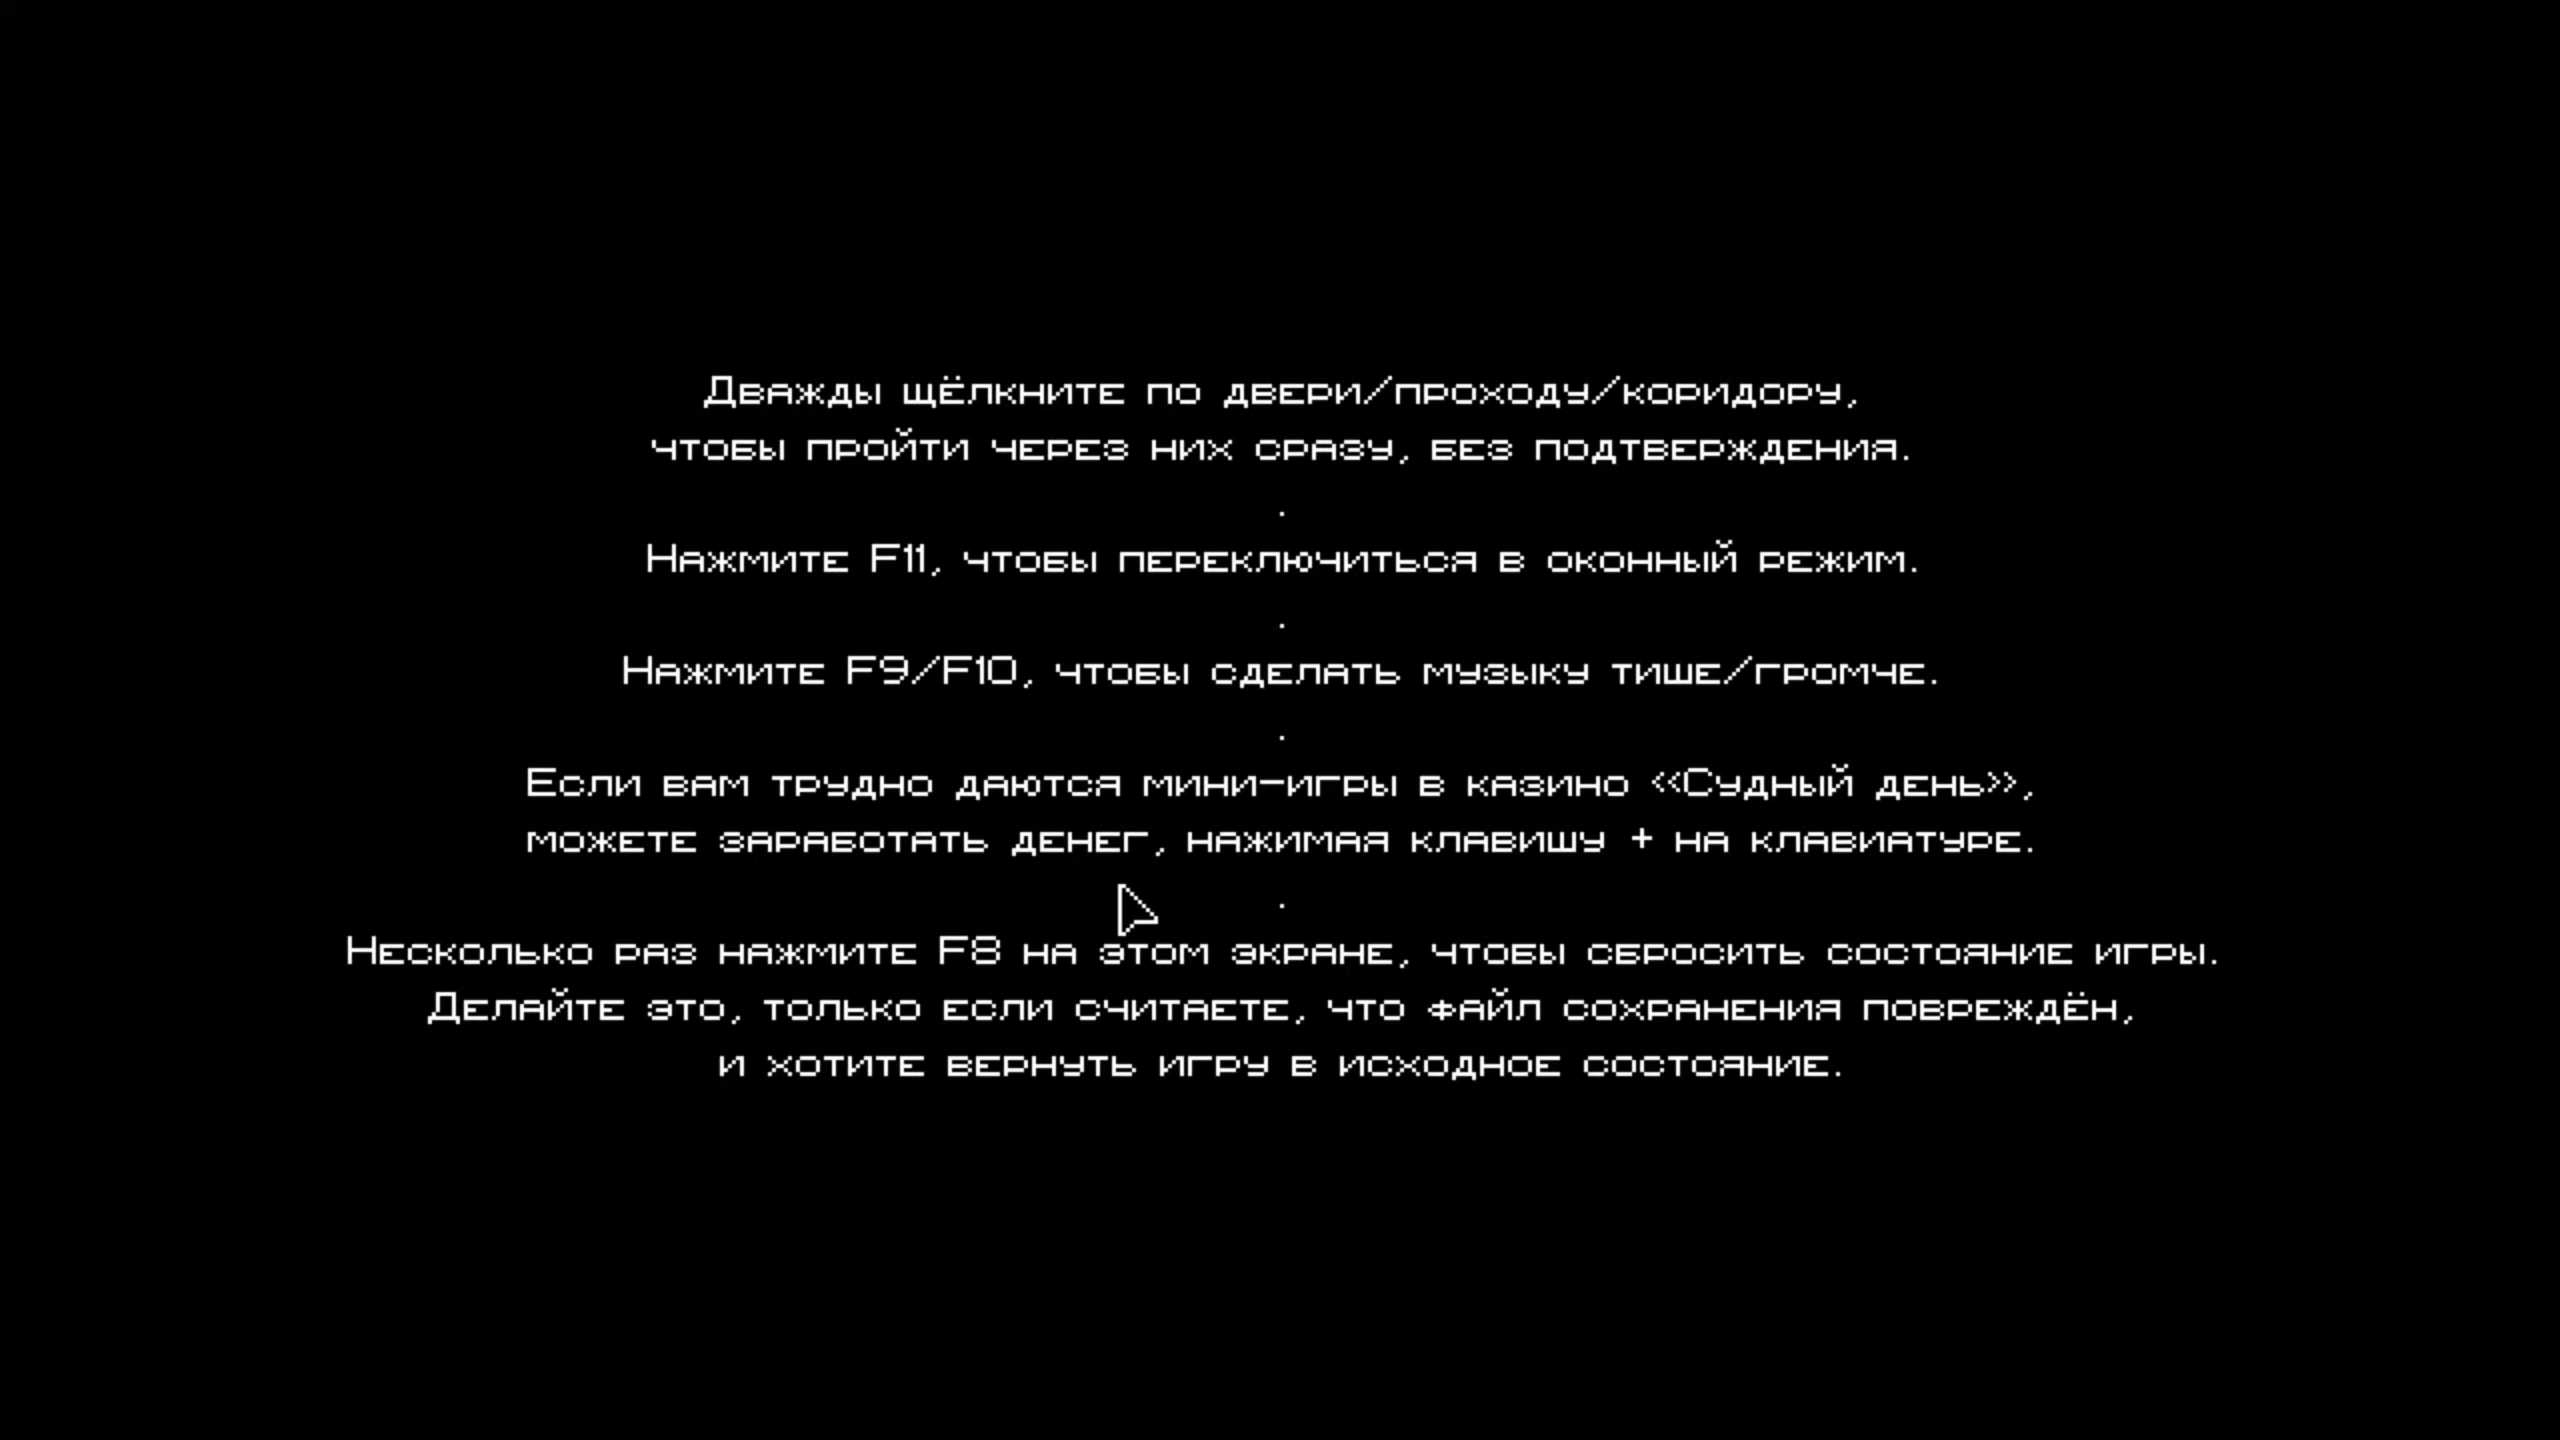 Дважды щёлкните по двери/проходу/коридору,
чтобы пройти через них сразу, без подтверждения.
.
Нажмите F11, чтобы переключиться в оконный режим.
.
Нажмите F9/F10, чтобы сделать музыку тише/громче.
.
Если вам трудно даются мини-игры в казино «Судный день»,
можете заработать денег, нажимая клавишу + на клавиатуре.
.
Несколько раз нажмите F8 на этом экране, чтобы сбросить состояние игры.
Делайте это, только если считаете, что файл сохранения повреждён,
и хотите вернуть игру в исходное состояние.